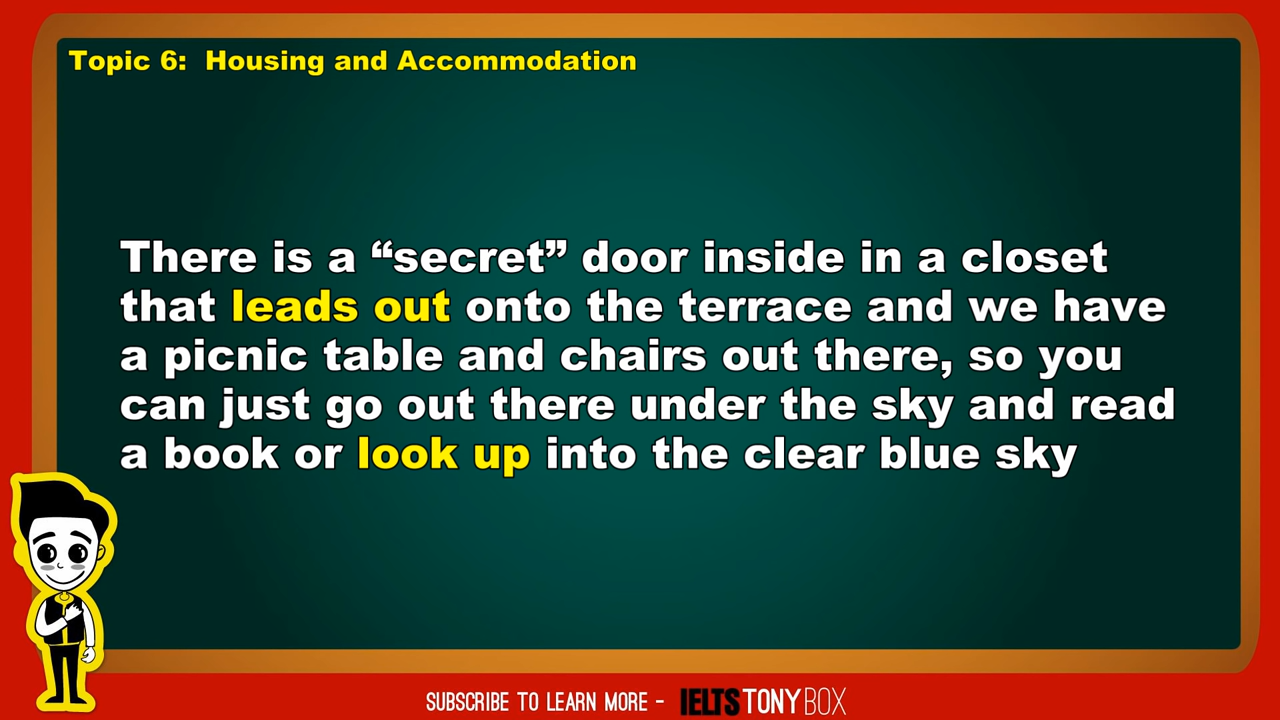 Topic 6:  Housing and Accommodation
There is a “secret” door inside in a closet
that leads out onto the terrace and we have
a picnic table and chairs out there, so you
can just go out there under the sky and read
a book or look up into the clear blue sky
SUBSCRIBE TO LEARN MORE - IELTSTONYBOX